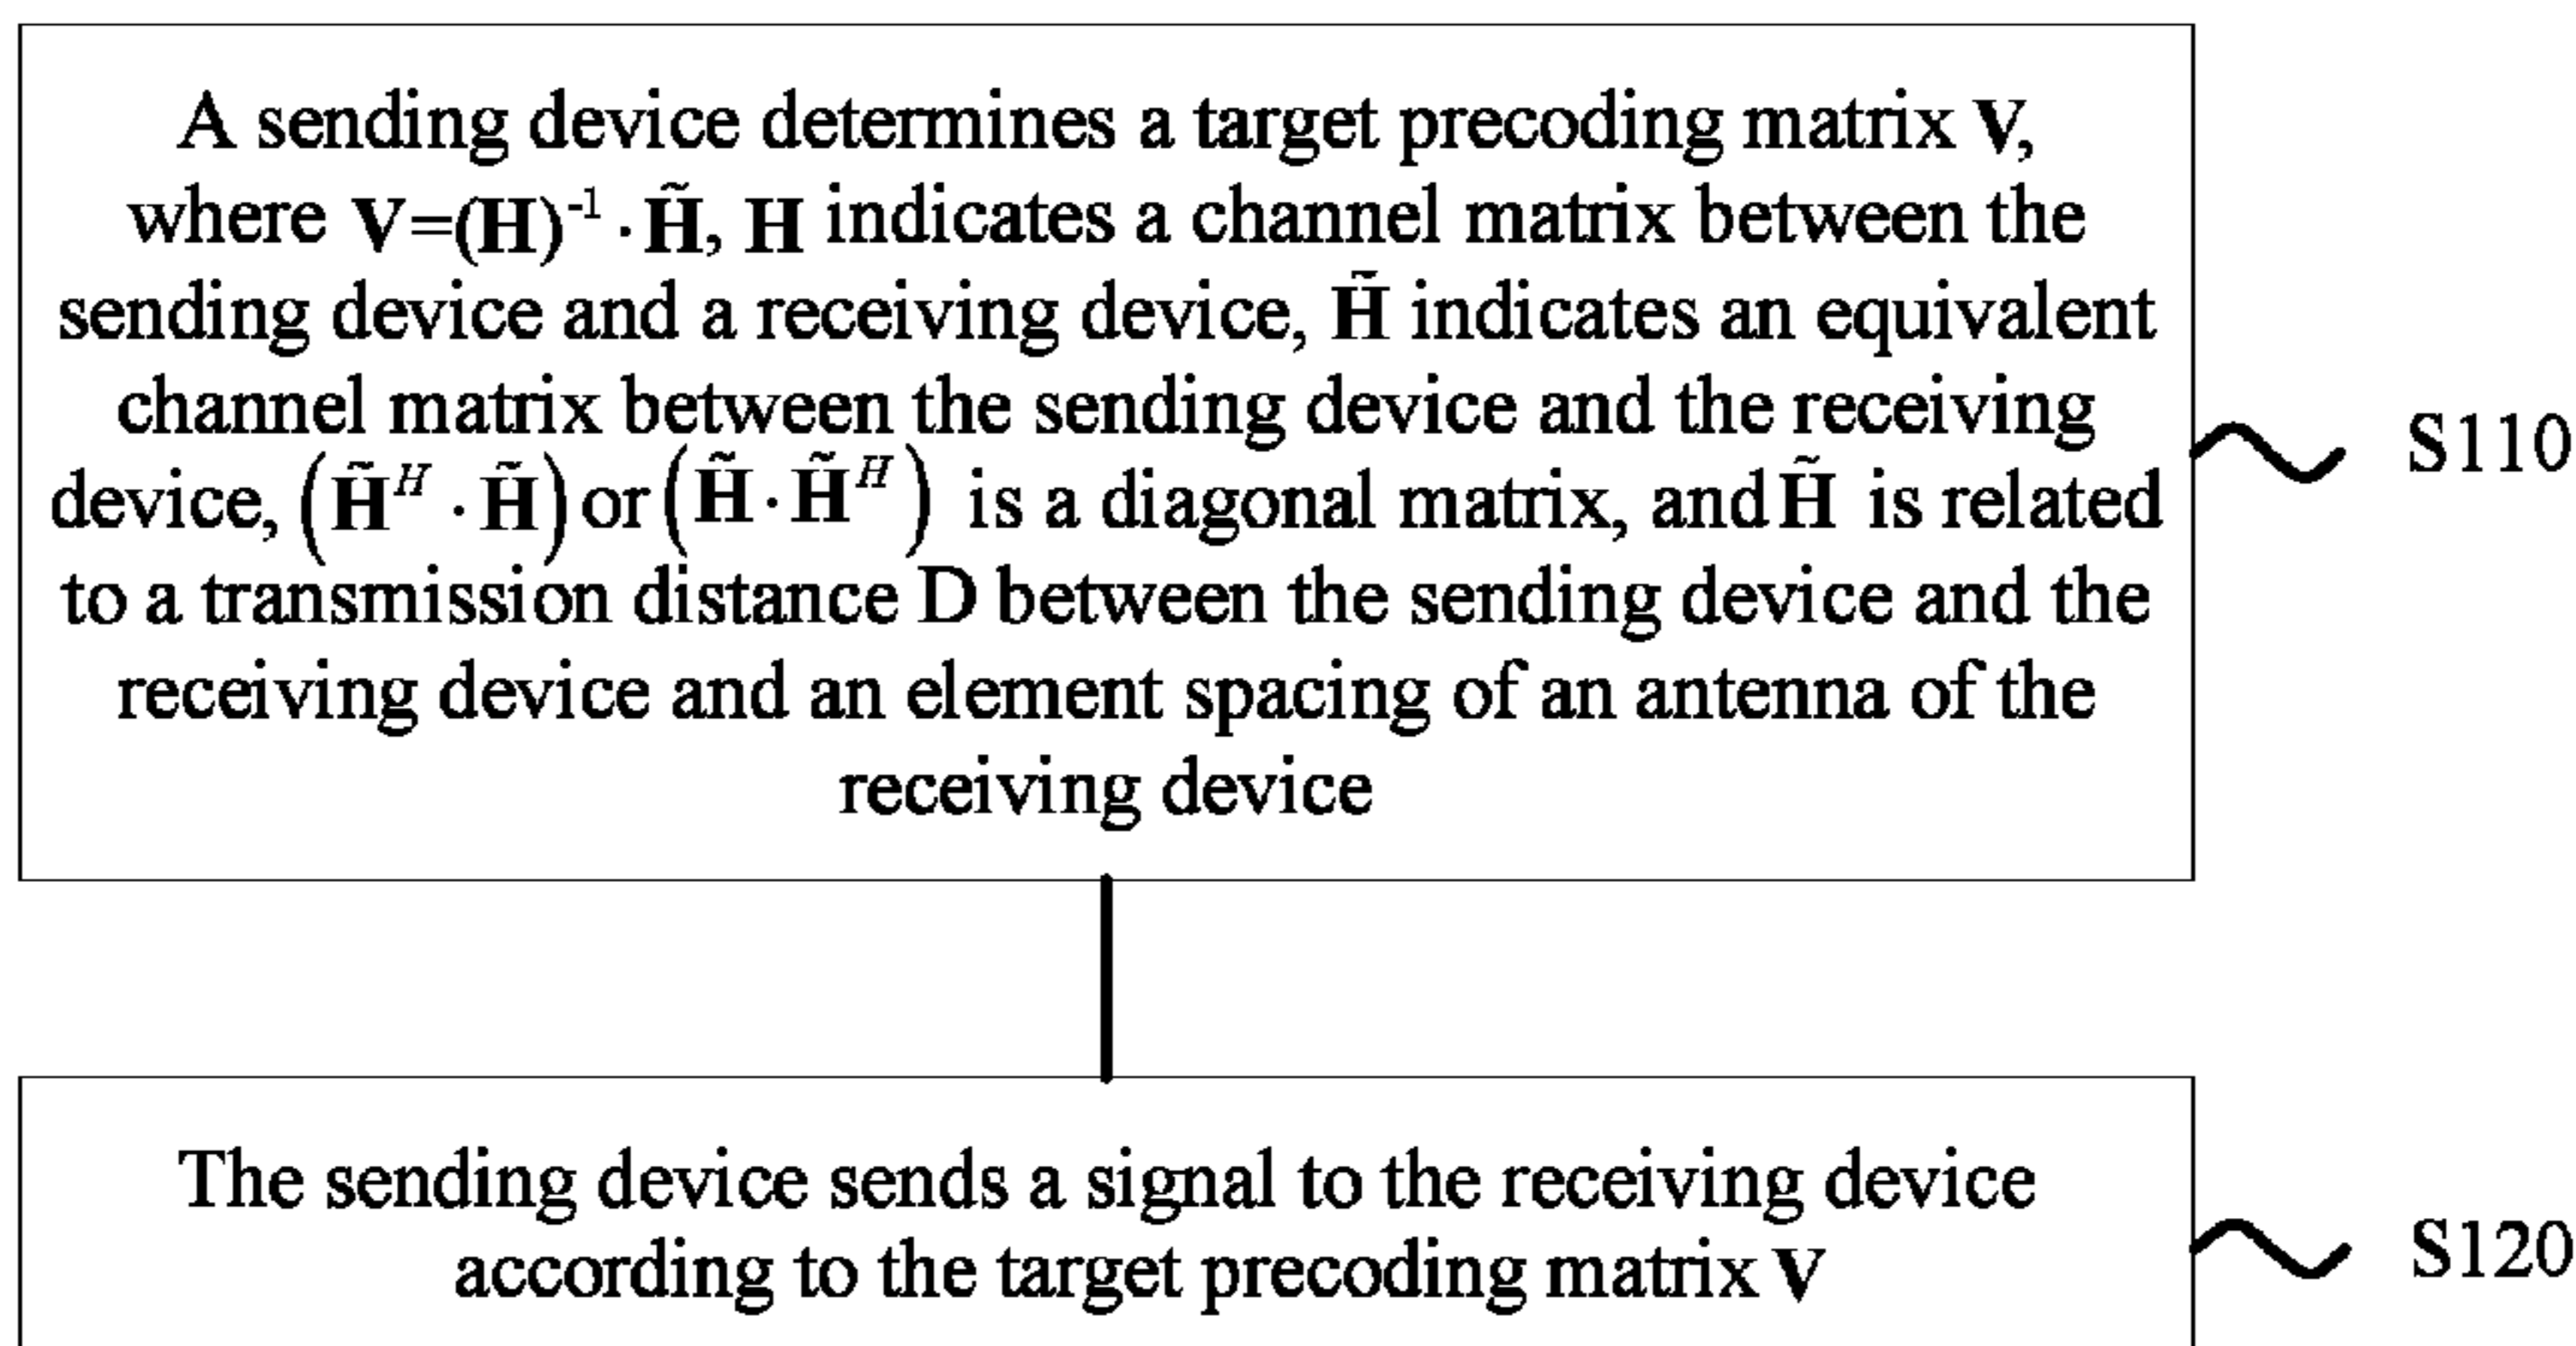 A sending device determines a target precoding matrix V,
where V=(H)⁻¹ · H̃, H indicates a channel matrix between the
sending device and a receiving device, H̃ indicates an equivalent
channel matrix between the sending device and the receiving
device, (H̃ᴴ · H̃) or (H̃ · H̃ᴴ) is a diagonal matrix, and H̃ is related
to a transmission distance D between the sending device and the
receiving device and an element spacing of an antenna of the
receiving device
S110
The sending device sends a signal to the receiving device
according to the target precoding matrix V
S120